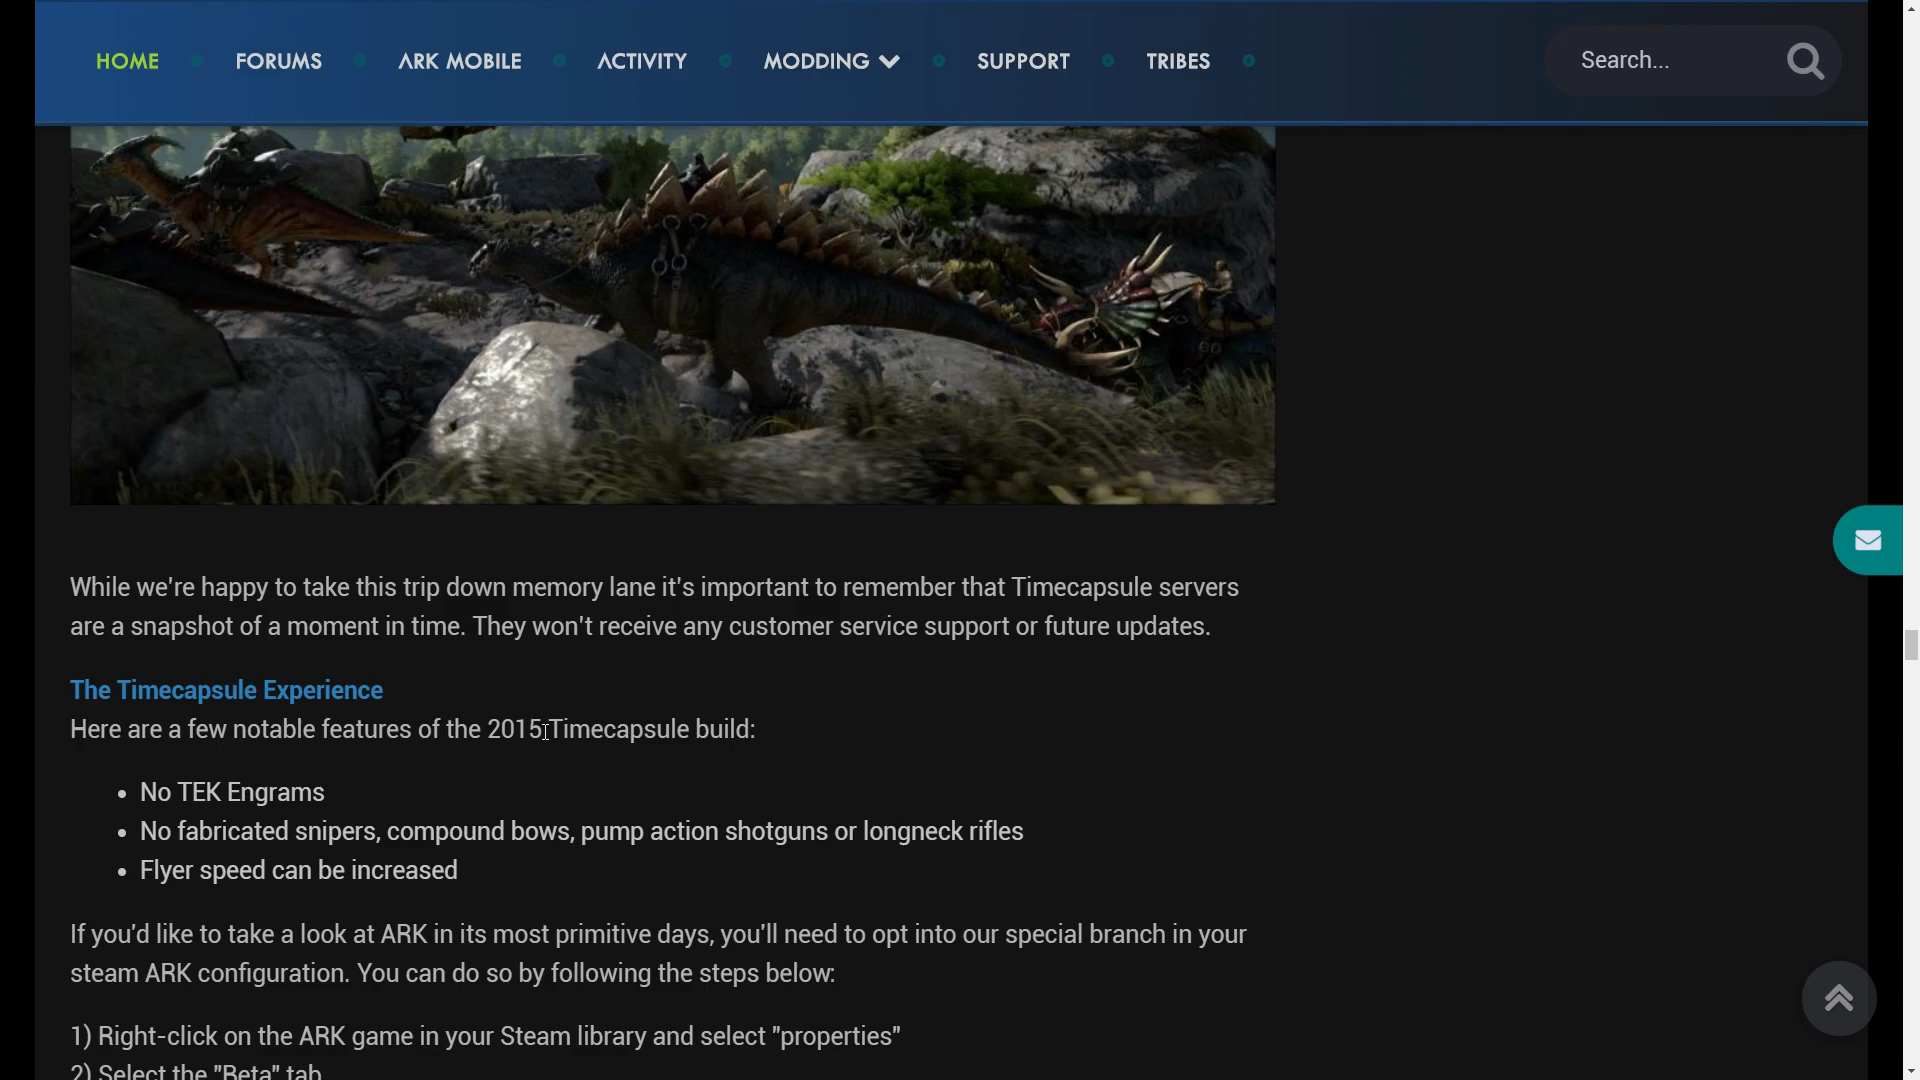 HOME FORUMS ARK MOBILE ACTIVITY MODDING SUPPORT TRIBES Search...
While we're happy to take this trip down memory lane it's important to remember that Timecapsule servers
are a snapshot of a moment in time. They won't receive any customer service support or future updates.
The Timecapsule Experience
Here are a few notable features of the 2015 Timecapsule build:
• No TEK Engrams
• No fabricated snipers, compound bows, pump action shotguns or longneck rifles
• Flyer speed can be increased
If you'd like to take a look at ARK in its most primitive days, you'll need to opt into our special branch in your
steam ARK configuration. You can do so by following the steps below:
1) Right-click on the ARK game in your Steam library and select "properties"
2) Select the "Beta" tab